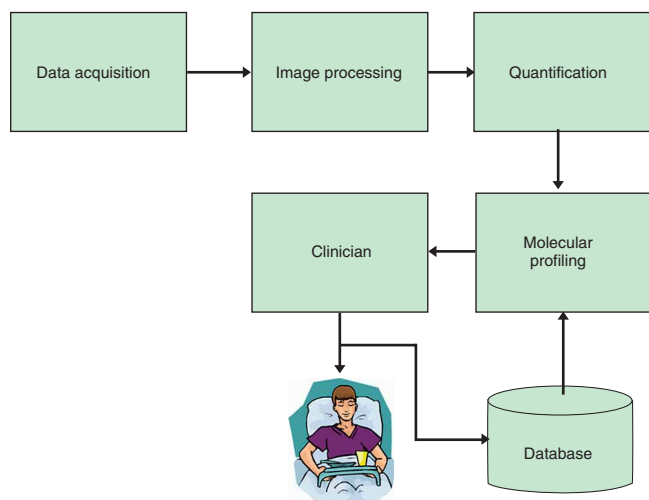 Data acquisition
Image processing
Quantification
Clinician
Molecular
profiling
Database